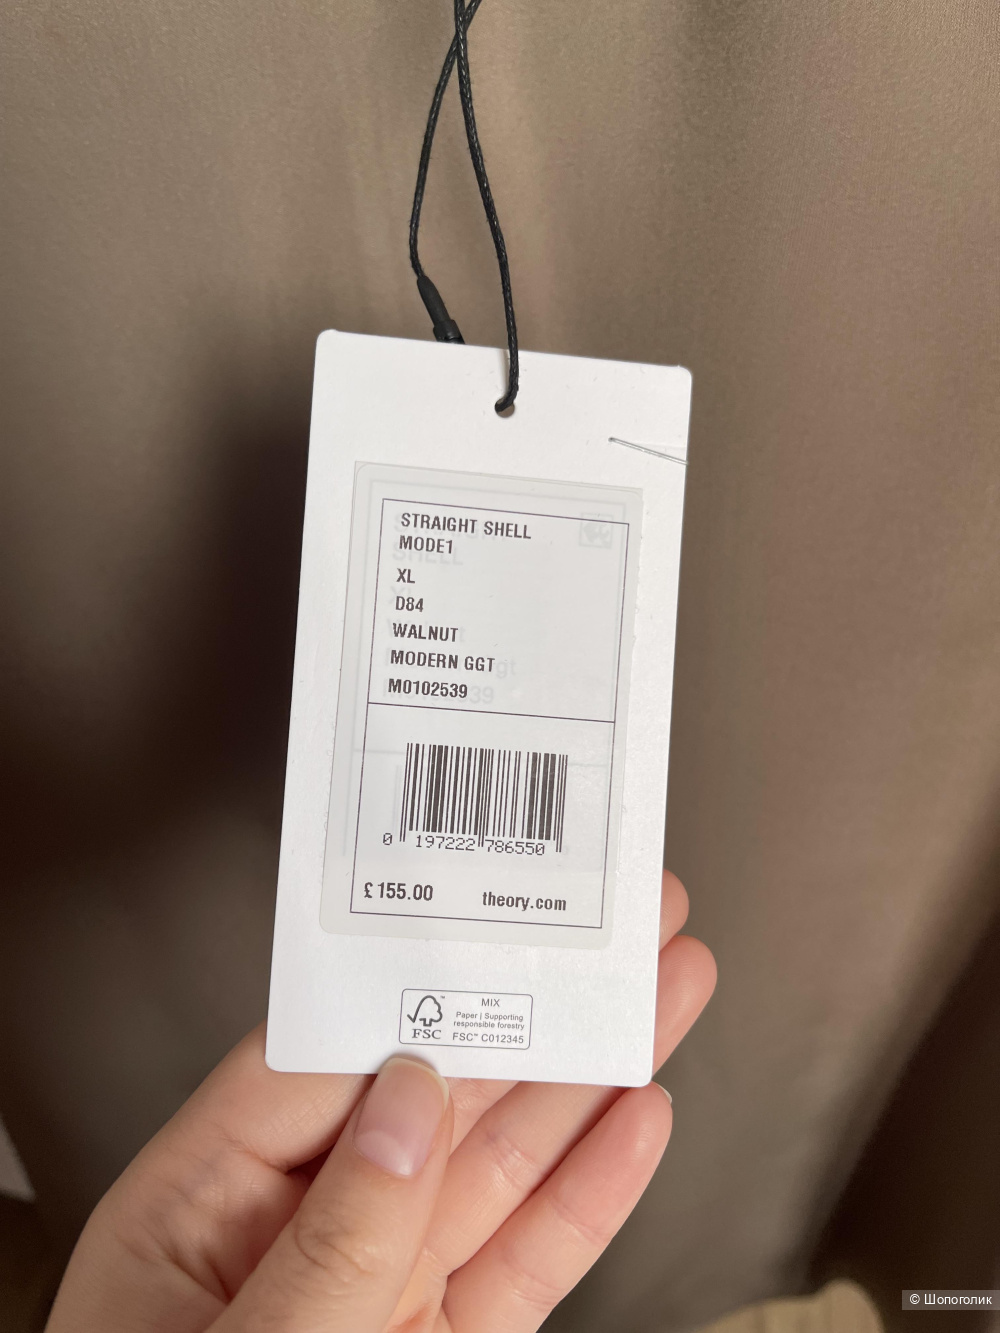 STRAIGHT SHELL
MODE1
XL
D84
WALNUT
MODERN GGT
M0102539
0 197222 786550
£155.00 theory.com
FSC™
MIX
Paper | Supporting
responsible forestry
FSC™ C012345
© Шопоголик